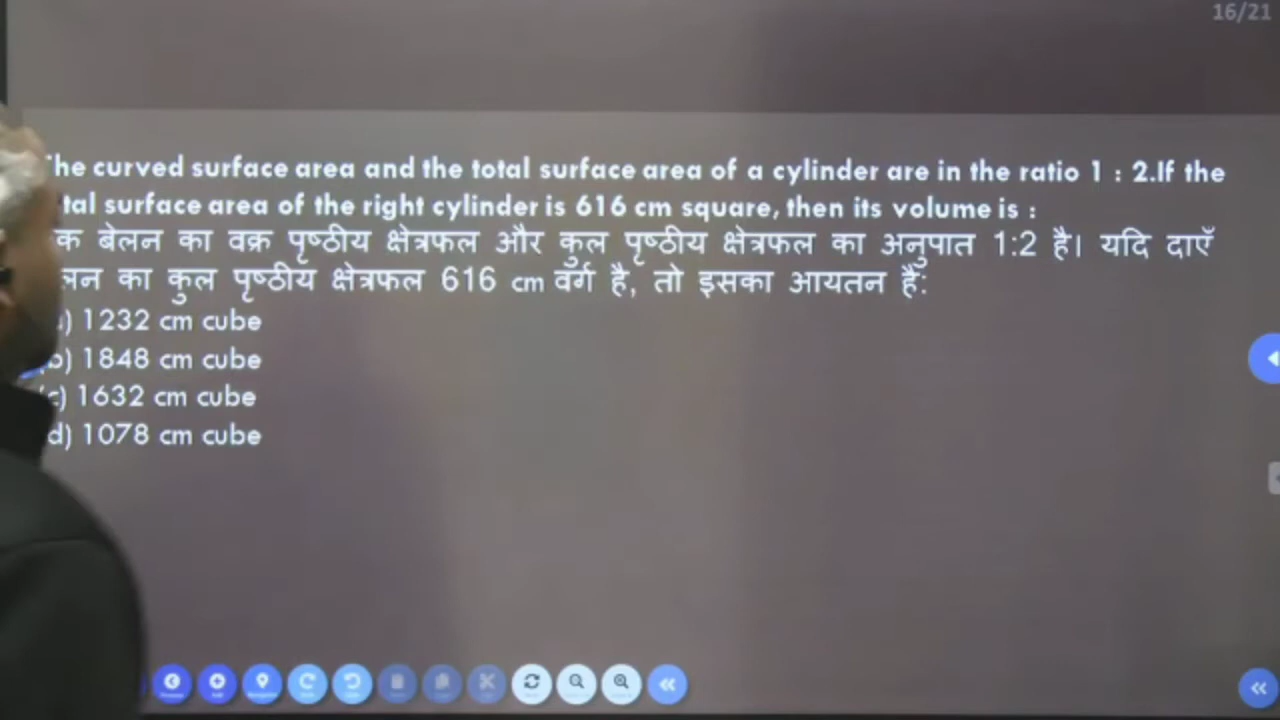 16/21
The curved surface area and the total surface area of a cylinder are in the ratio 1 : 2.If the
tal surface area of the right cylinder is 616 cm square, then its volume is :
क बेलन का वक्र पृष्ठीय क्षेत्रफल और कुल पृष्ठीय क्षेत्रफल का अनुपात 1:2 है। यदि दाएँ
लन का कुल पृष्ठीय क्षेत्रफल 616 cm वर्ग है, तो इसका आयतन है:
) 1232 cm cube
b) 1848 cm cube
(c) 1632 cm cube
d) 1078 cm cube